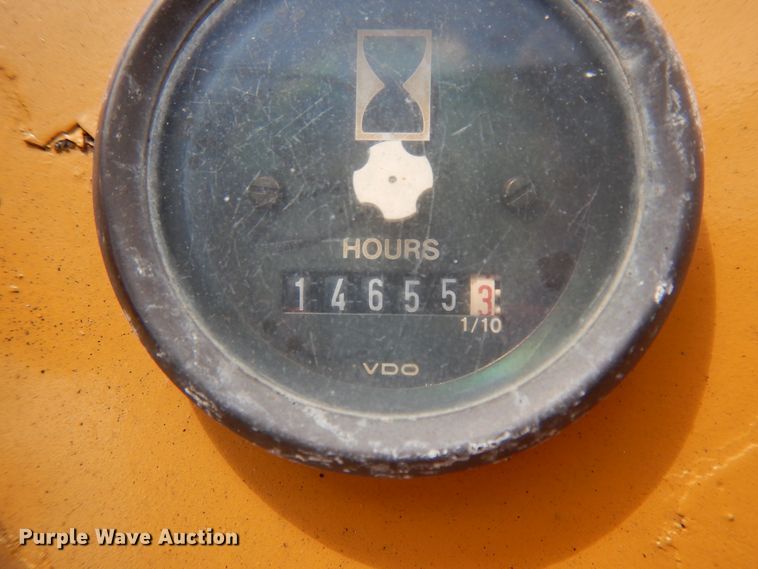 HOURS
146553
1/10
VDO
Purple Wave Auction